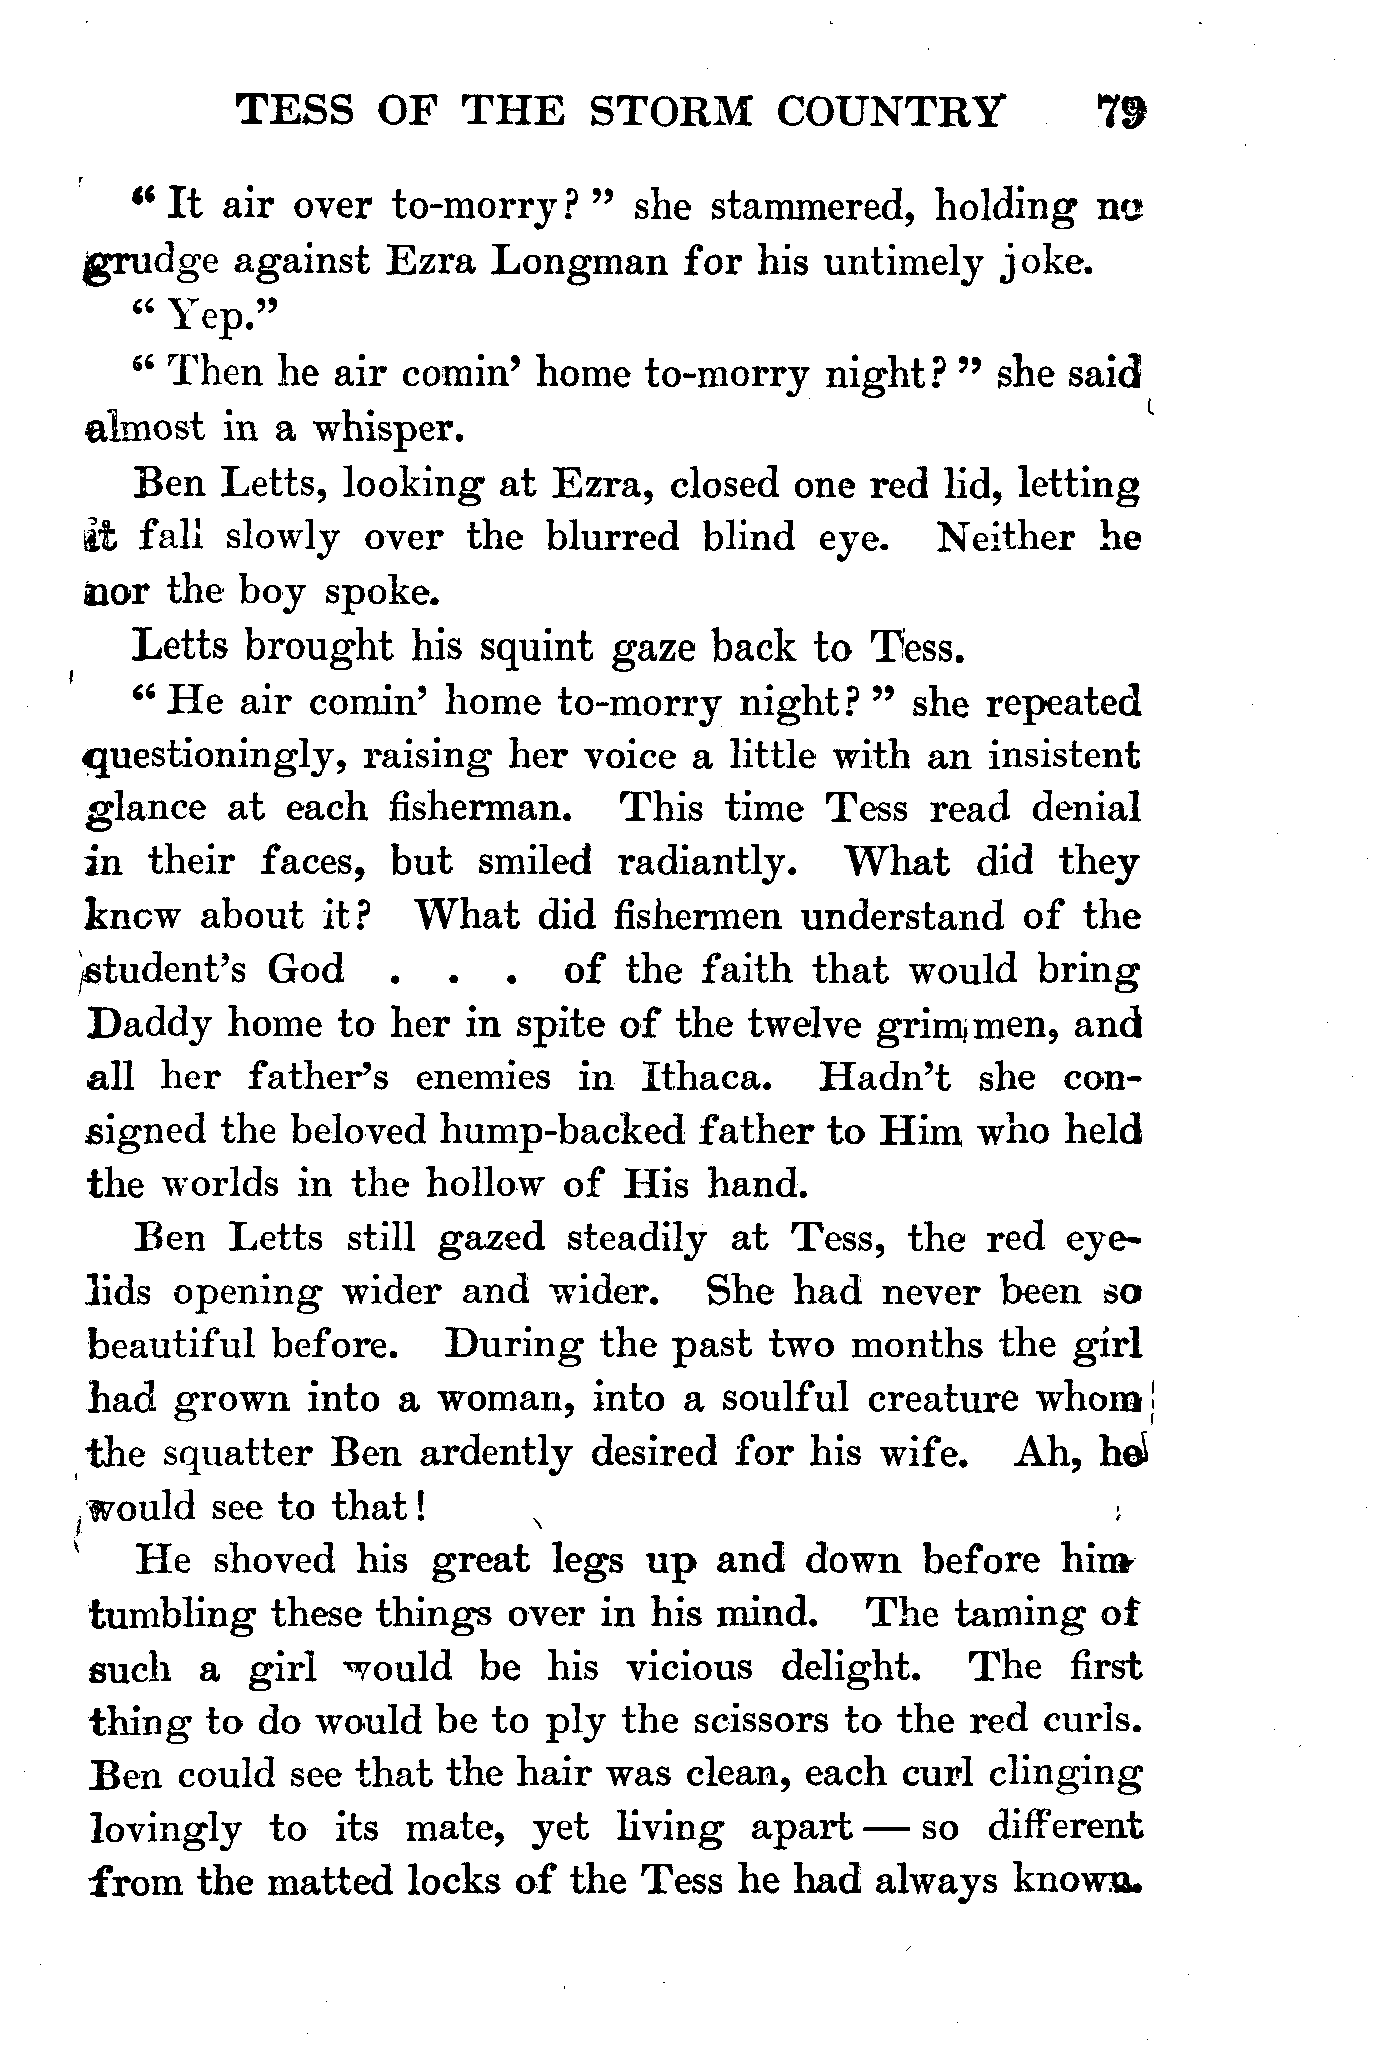 TESS OF THE STORM COUNTRY 79
“ It air over to-morry? ” she stammered, holding no
grudge against Ezra Longman for his untimely joke.
“ Yep.”
“ Then he air comin’ home to-morry night? ” she said
almost in a whisper.
Ben Letts, looking at Ezra, closed one red lid, letting
it fall slowly over the blurred blind eye. Neither he
nor the boy spoke.
Letts brought his squint gaze back to Tess.
“ He air comin’ home to-morry night? ” she repeated
questioningly, raising her voice a little with an insistent
glance at each fisherman. This time Tess read denial
in their faces, but smiled radiantly. What did they
know about it? What did fishermen understand of the
student’s God . . . of the faith that would bring
Daddy home to her in spite of the twelve grim men, and
all her father’s enemies in Ithaca. Hadn’t she con-
signed the beloved hump-backed father to Him who held
the worlds in the hollow of His hand.
Ben Letts still gazed steadily at Tess, the red eye-
lids opening wider and wider. She had never been so
beautiful before. During the past two months the girl
had grown into a woman, into a soulful creature whom
the squatter Ben ardently desired for his wife. Ah, he
would see to that!
He shoved his great legs up and down before him
tumbling these things over in his mind. The taming of
such a girl would be his vicious delight. The first
thing to do would be to ply the scissors to the red curls.
Ben could see that the hair was clean, each curl clinging
lovingly to its mate, yet living apart — so different
from the matted locks of the Tess he had always known.